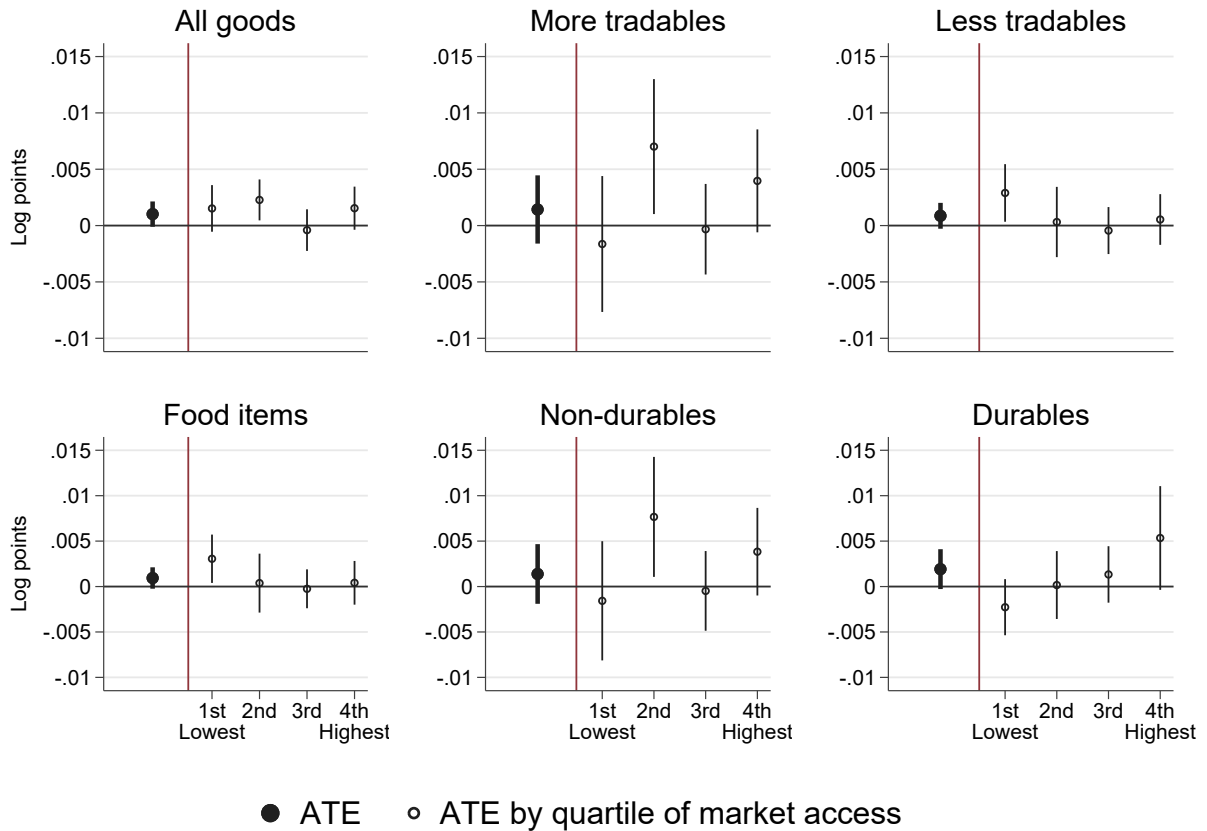 All goods
More tradables
Less tradables
Log points
.015
.01
.005
0
-.005
-.01
.015
.01
.005
0
-.005
-.01
.015
.01
.005
0
-.005
-.01
Food items
Non-durables
Durables
Log points
.015
.01
.005
0
-.005
-.01
.015
.01
.005
0
-.005
-.01
.015
.01
.005
0
-.005
-.01
1st 2nd 3rd 4th
Lowest Highest
1st 2nd 3rd 4th
Lowest Highest
1st 2nd 3rd 4th
Lowest Highest
ATE ATE by quartile of market access